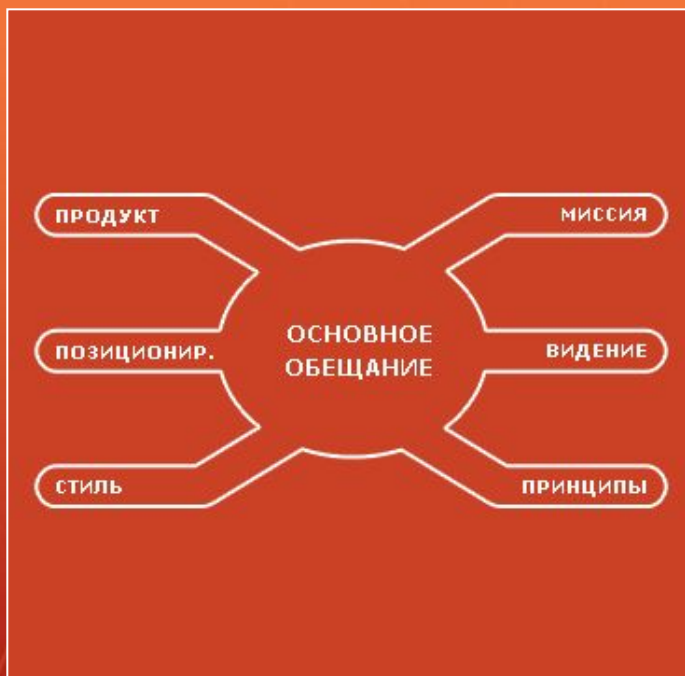 ПРОДУКТ
МИССИЯ
ОСНОВНОЕ
ОБЕЩАНИЕ
ПОЗИЦИОНИР.
ВИДЕНИЕ
СТИЛЬ
ПРИНЦИПЫ